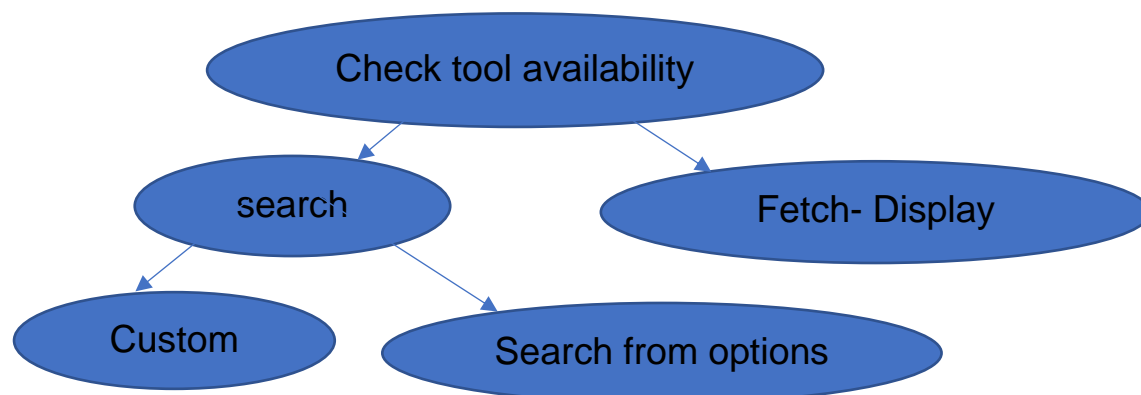 Check tool availability
search
Fetch- Display
Custom
Search from options